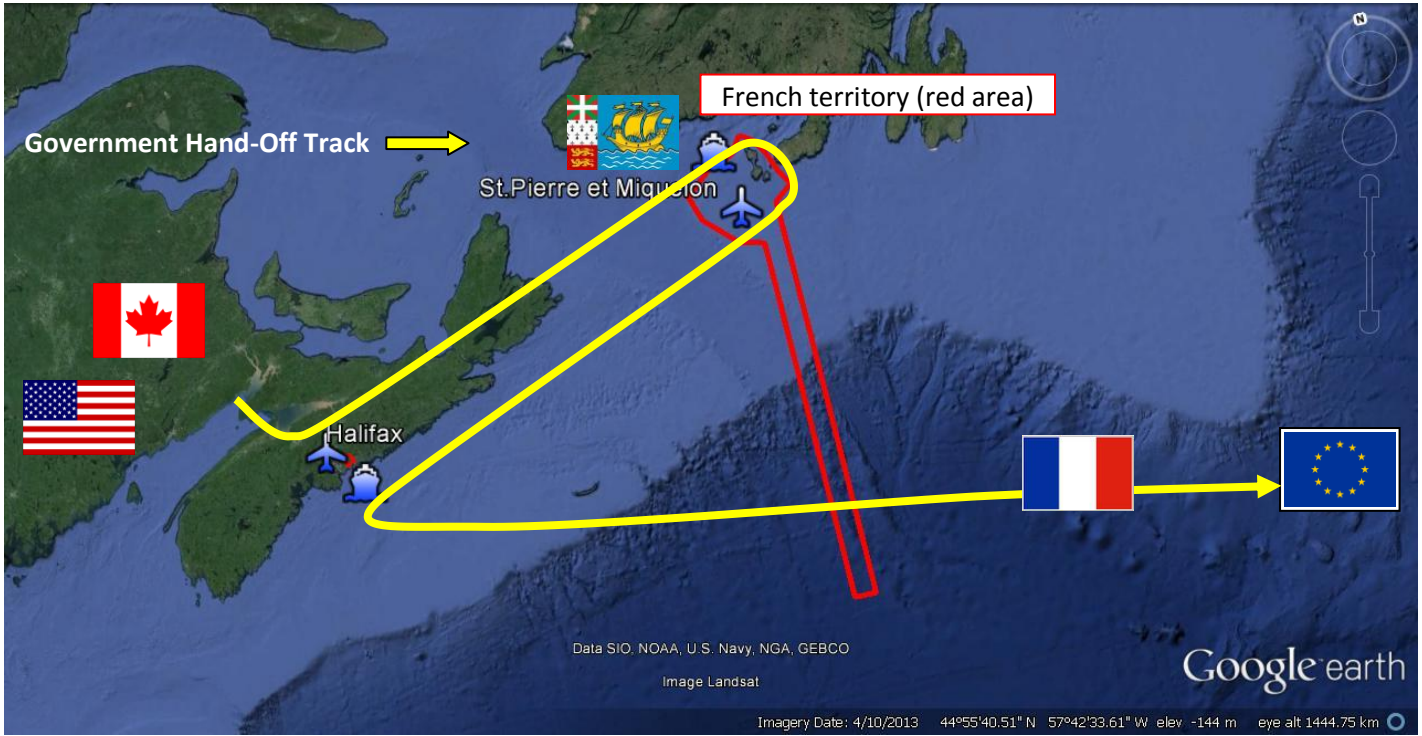 French territory (red area)
Government Hand-Off Track
St.Pierre et Miquelon
Halifax
Data SIO, NOAA, U.S. Navy, NGA, GEBCO
Image Landsat
Google earth
Imagery Date: 4/10/2013 44°55'40.51" N 57°42'33.61" W elev -144 m eye alt 1444.75 km
N